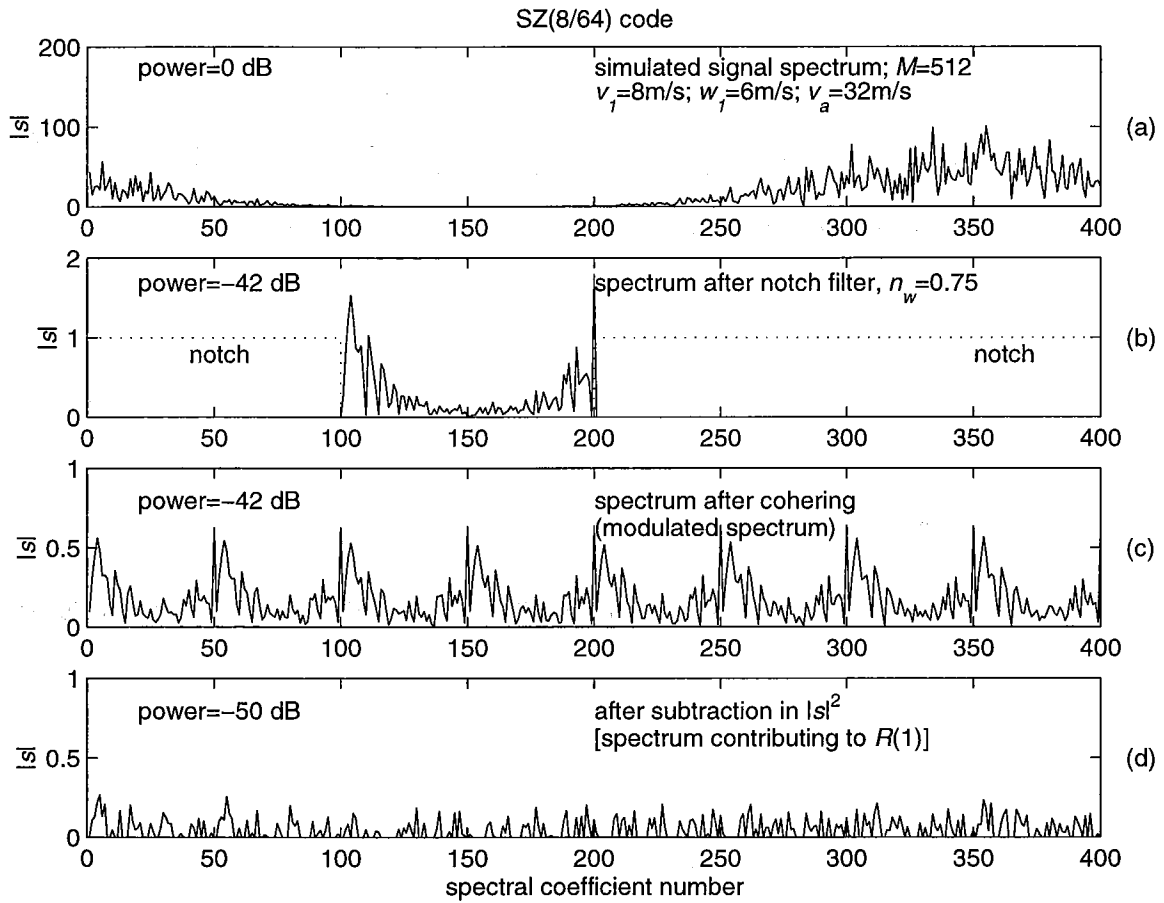 SZ(8/64) code
200
100
0
|s|
power=0 dB
simulated signal spectrum; M=512
v1=8m/s; w1=6m/s; va=32m/s
(a)
0 50 100 150 200 250 300 350 400
2
1
0
|s|
power=−42 dB
spectrum after notch filter, nw=0.75
notch
notch
(b)
0 50 100 150 200 250 300 350 400
1
0.5
0
|s|
power=−42 dB
spectrum after cohering
(modulated spectrum)
(c)
0 50 100 150 200 250 300 350 400
1
0.5
0
|s|
power=−50 dB
after subtraction in |s|²
[spectrum contributing to R(1)]
(d)
0 50 100 150 200 250 300 350 400
spectral coefficient number